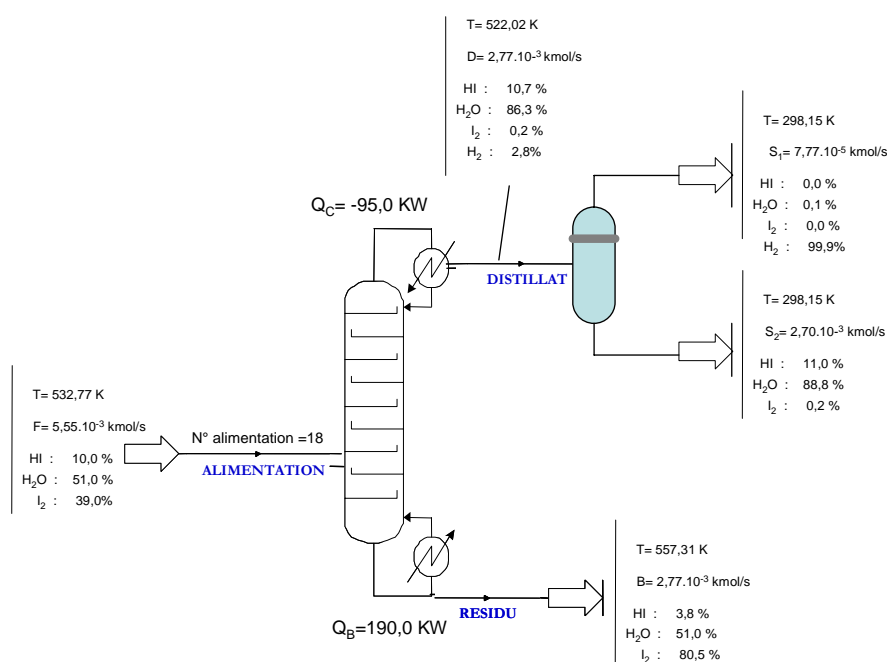 T= 522,02 K
D= 2,77.10-3 kmol/s
HI : 10,7 %
H2O : 86,3 %
I2 : 0,2 %
H2 : 2,8%
T= 298,15 K
S1= 7,77.10-5 kmol/s
HI : 0,0 %
H2O : 0,1 %
I2 : 0,0 %
H2 : 99,9%
QC= -95,0 KW
DISTILLAT
T= 298,15 K
S2= 2,70.10-3 kmol/s
HI : 11,0 %
H2O : 88,8 %
I2 : 0,2 %
T= 532,77 K
F= 5,55.10-3 kmol/s
HI : 10,0 %
H2O : 51,0 %
I2 : 39,0%
N° alimentation =18
ALIMENTATION
T= 557,31 K
B= 2,77.10-3 kmol/s
HI : 3,8 %
H2O : 51,0 %
I2 : 80,5 %
RESIDU
QB=190,0 KW